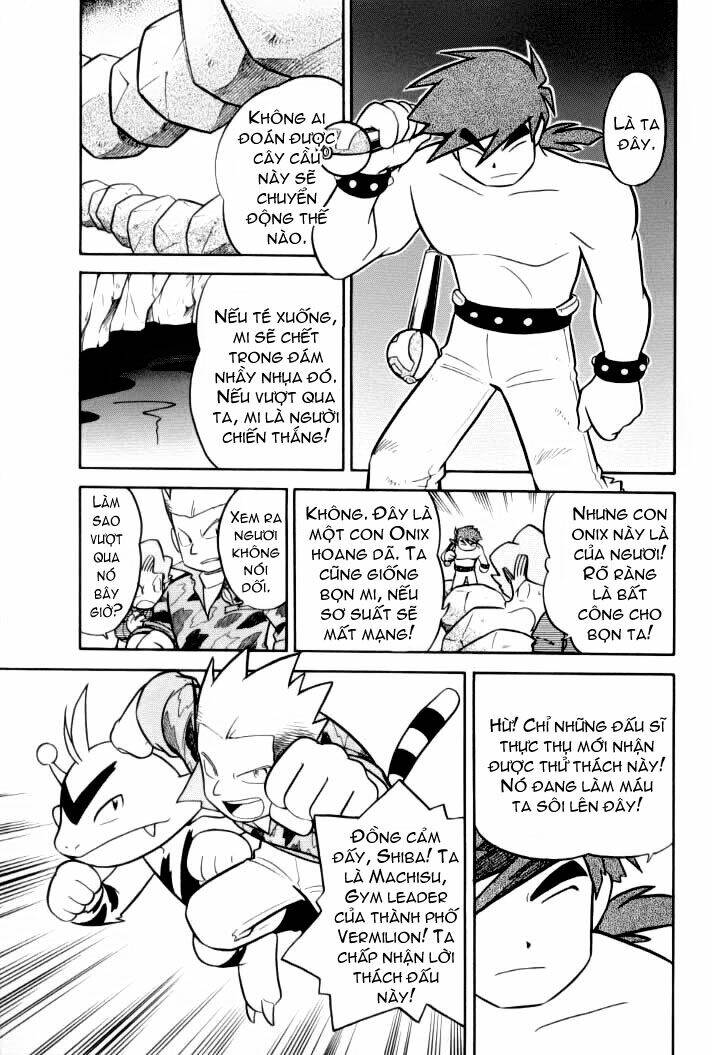 Là ta
đây.
Không ai
đoán được
cây cầu
này sẽ
chuyển
động thế
nào.
Nếu té xuống,
mi sẽ chết
trong đám
nhầy nhụa đó.
Nếu vượt qua
ta, mi là người
chiến thắng!
Nhưng con
onix này là
của ngươi!
Rõ ràng
là bất
công cho
bọn ta!
Không. Đây là
một con Onix
hoang dã. Ta
cũng giống
bọn mi, nếu
sơ suất sẽ
mất mạng!
Xem ra
ngươi
không
nói
dối.
Làm
sao
vượt
qua
nó
bây
giờ?
Hừ! Chỉ những đấu sĩ
thực thụ mới nhận
được thử thách này!
Nó đang làm máu
ta sôi lên đây!
Đồng cảm
đấy, Shiba! Ta
là Machisu,
Gym leader
của thành phố
Vermilion! Ta
chấp nhận lời
thách đấu
này!